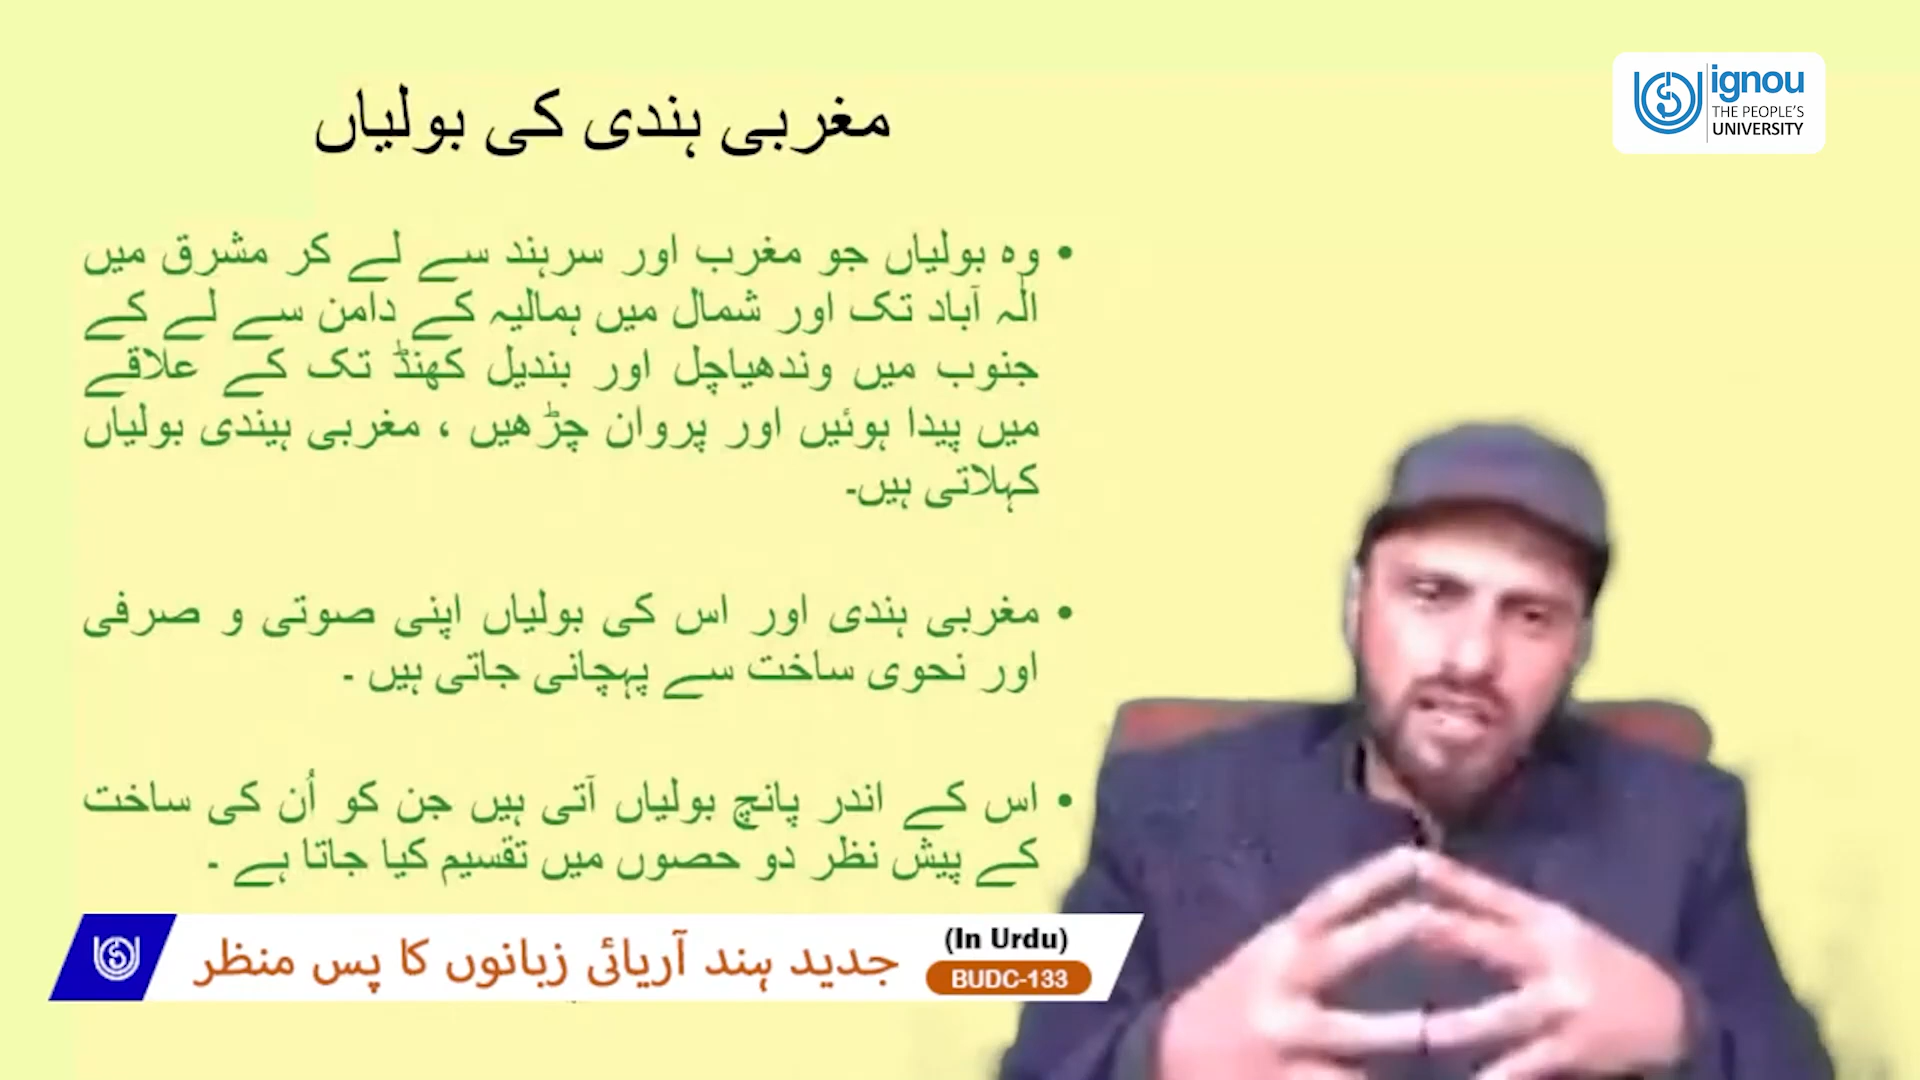 مغربی ہندی کی بولیاں
ignou
THE PEOPLE'S
UNIVERSITY
• وہ بولیاں جو مغرب اور سرہند سے لے کر مشرق میں
الٰہ آباد تک اور شمال میں ہمالیہ کے دامن سے لے کے
جنوب میں وندھیاچل اور بندیل کھنڈ تک کے علاقے
میں پیدا ہوئیں اور پروان چڑھیں ، مغربی ہیندی بولیاں
کہلاتی ہیں۔
• مغربی ہندی اور اس کی بولیاں اپنی صوتی و صرفی
اور نحوی ساخت سے پہچانی جاتی ہیں ۔
• اس کے اندر پانچ بولیاں آتی ہیں جن کو اُن کی ساخت
کے پیش نظر دو حصوں میں تقسیم کیا جاتا ہے ۔
جدید ہند آریائی زبانوں کا پس منظر
(In Urdu)
BUDC-133